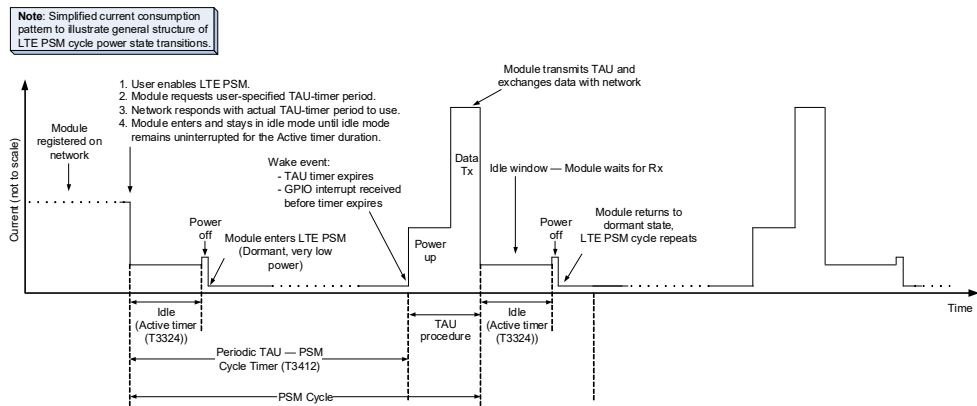 Note: Simplified current consumption
pattern to illustrate general structure of
LTE PSM cycle power state transitions.
Current (not to scale)
Module
registered on
network
1. User enables LTE PSM.
2. Module requests user-specified TAU-timer period.
3. Network responds with actual TAU-timer period to use.
4. Module enters and stays in idle mode until idle mode
remains uninterrupted for the Active timer duration.
Power
off
Module enters LTE PSM
(Dormant, very low
power)
Wake event:
- TAU timer expires
- GPIO interrupt received
before timer expires
Power
up
Data
Tx
Module transmits TAU and
exchanges data with network
Idle window — Module waits for Rx
Power
off
Module returns to
dormant state,
LTE PSM cycle repeats
Time
Idle
(Active timer
(T3324))
TAU
procedure
Idle
(Active timer
(T3324))
Periodic TAU — PSM
Cycle Timer (T3412)
PSM Cycle